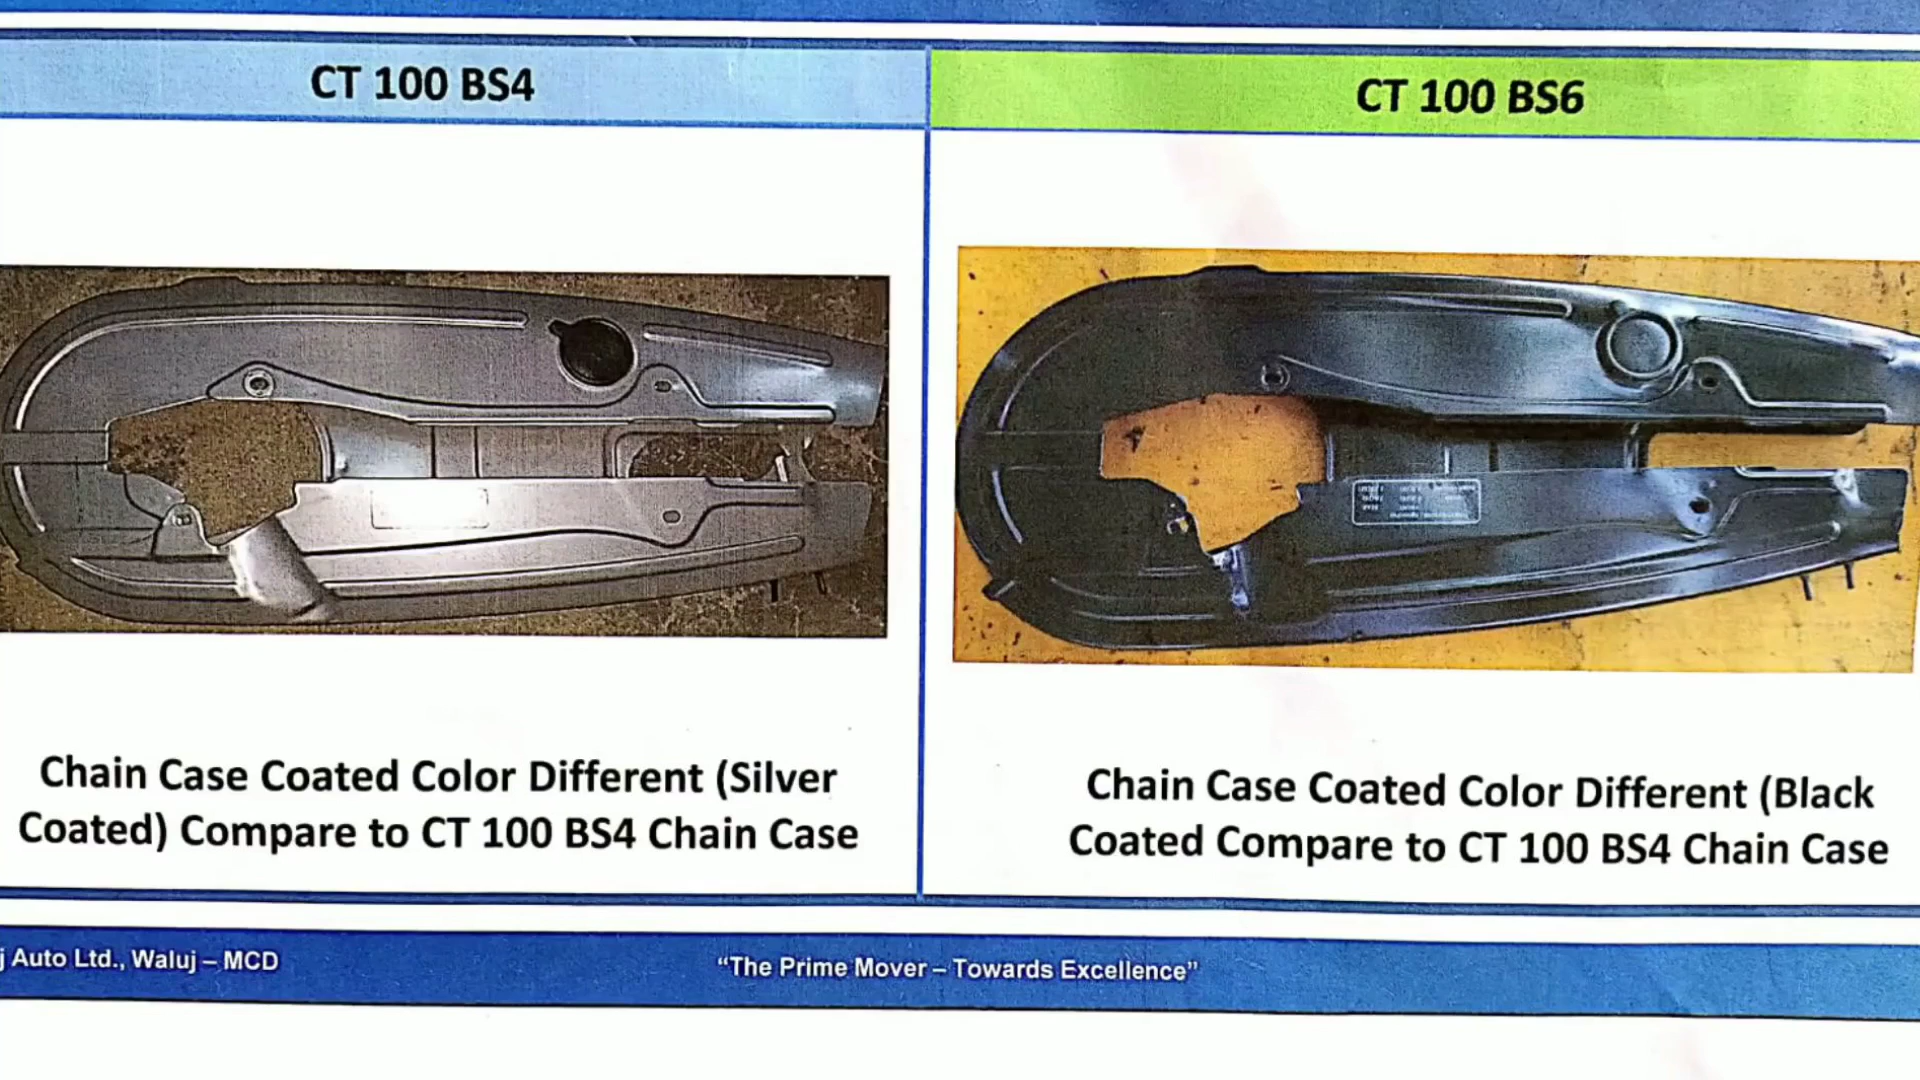 CT 100 BS4
CT 100 BS6
Chain Case Coated Color Different (Silver
Coated) Compare to CT 100 BS4 Chain Case
Chain Case Coated Color Different (Black
Coated Compare to CT 100 BS4 Chain Case
j Auto Ltd., Waluj – MCD
“The Prime Mover – Towards Excellence”